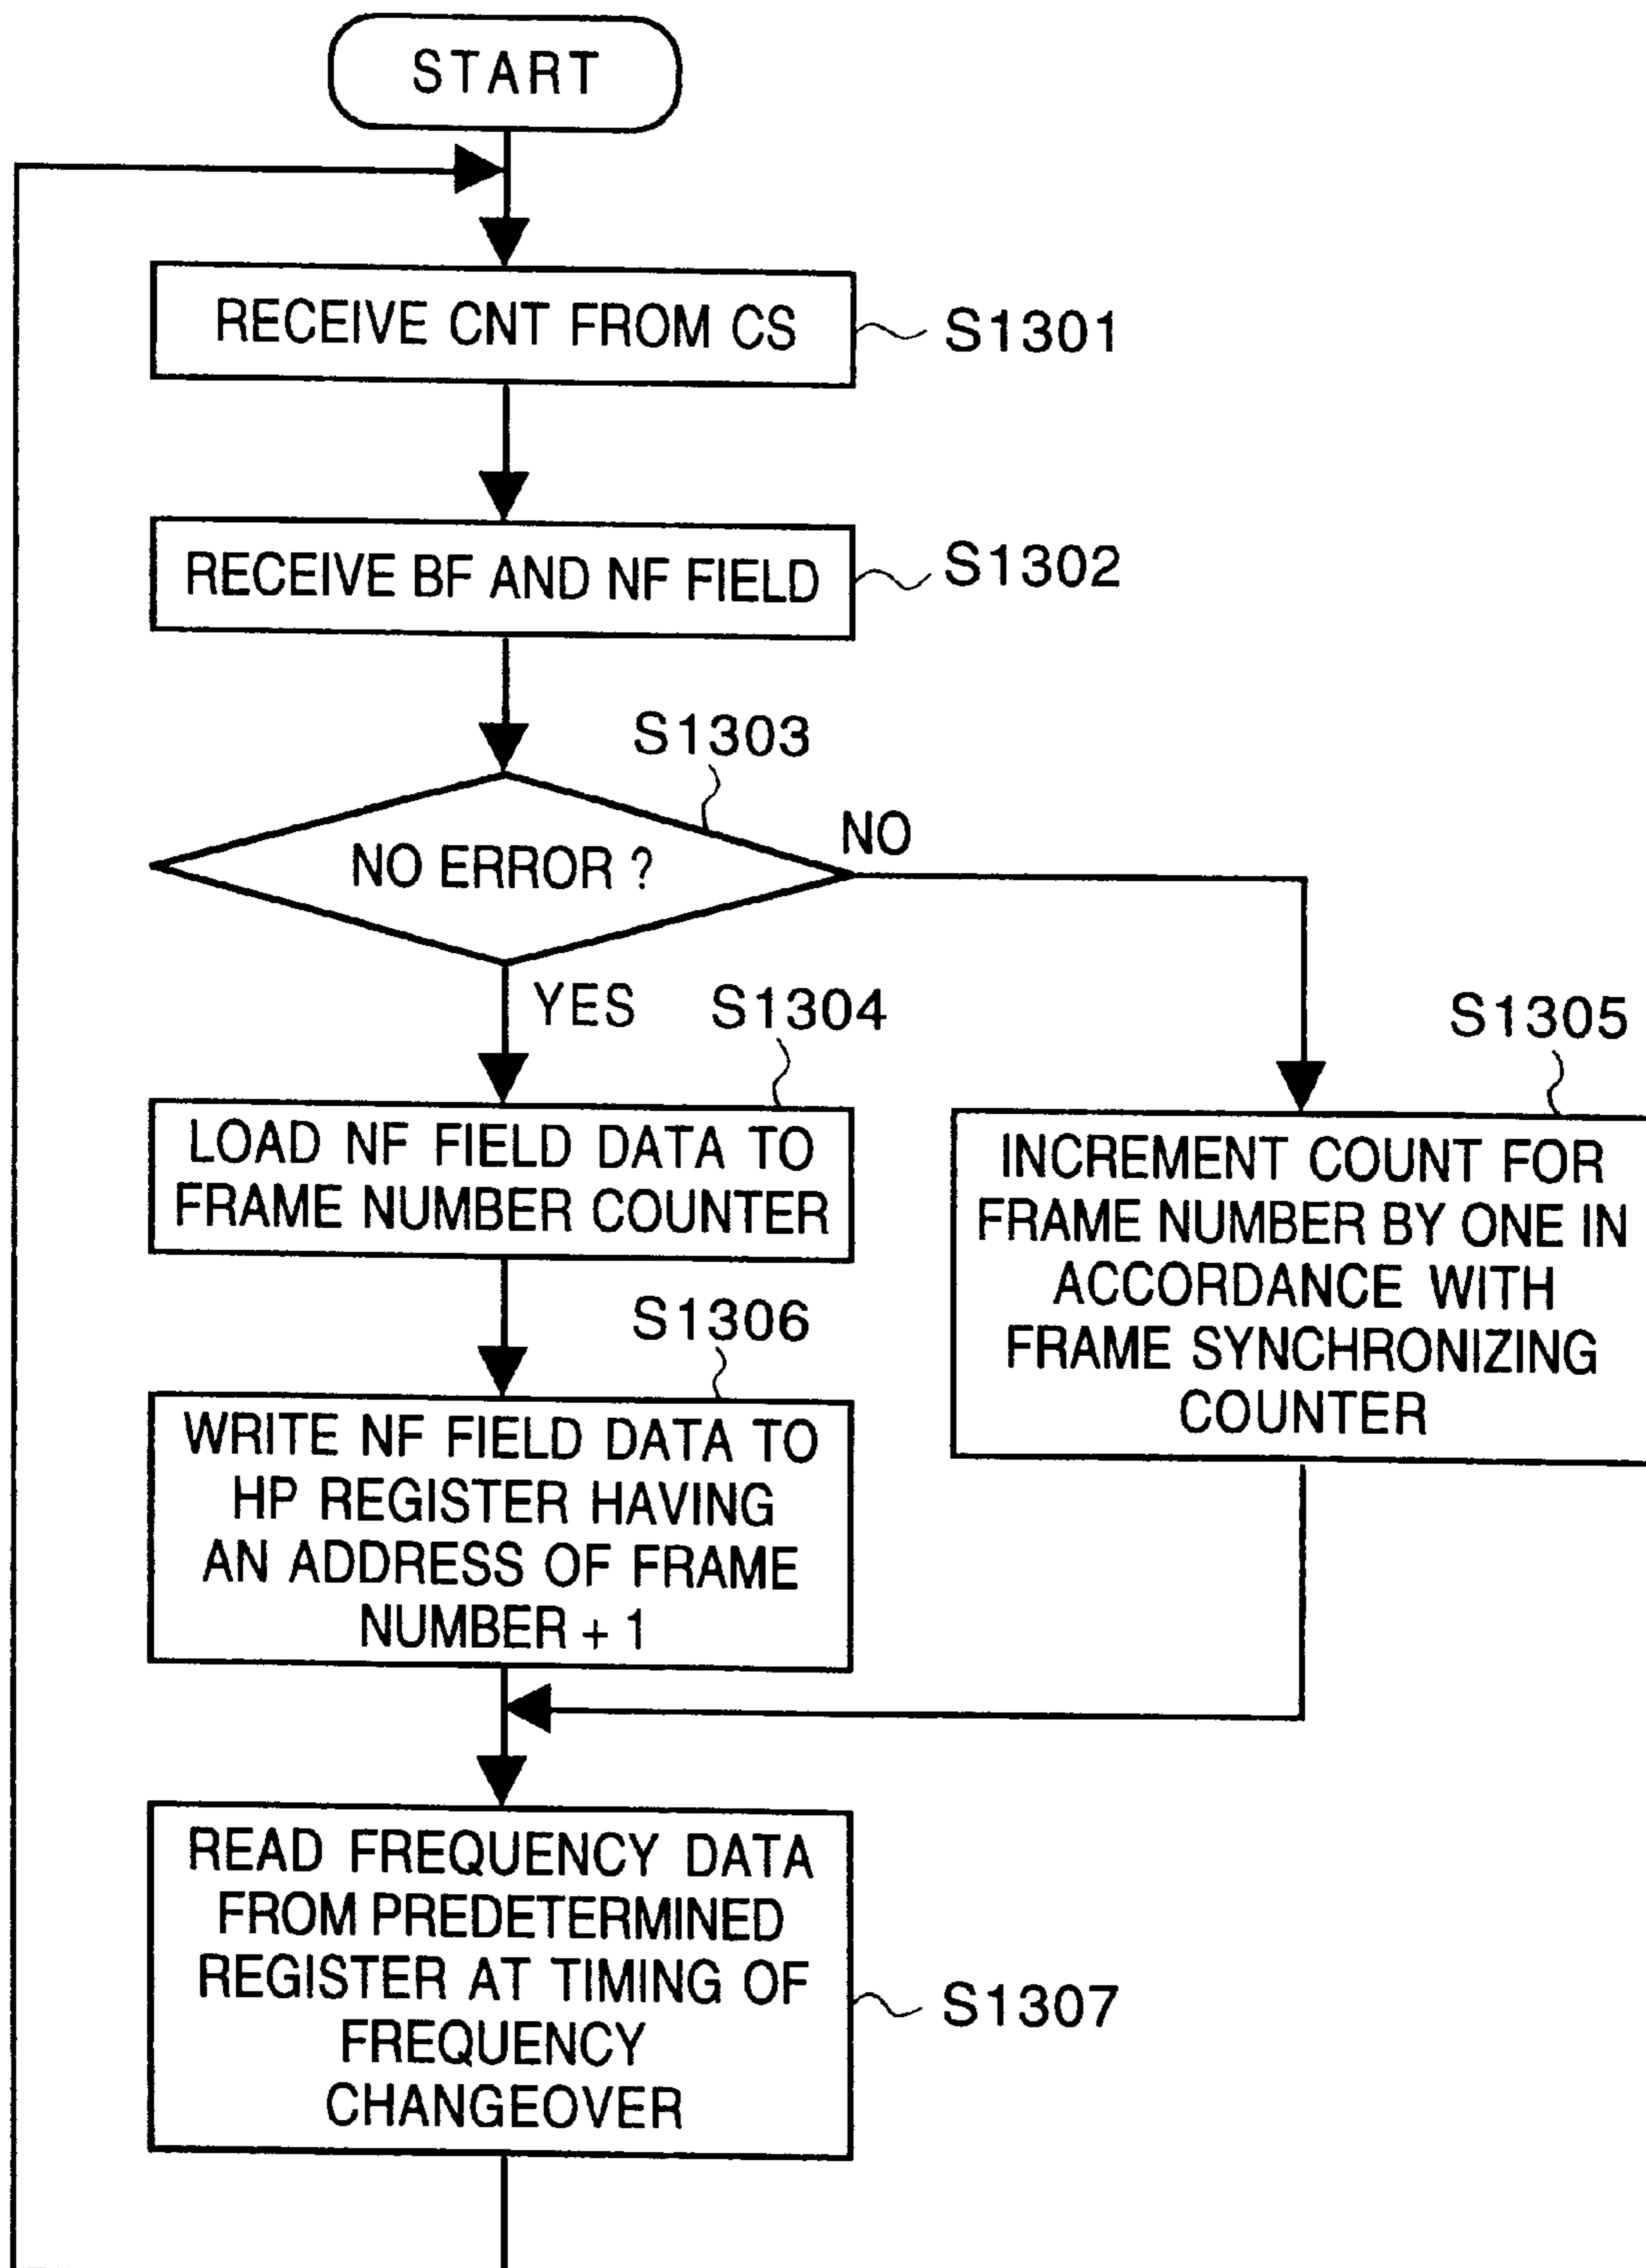 START
RECEIVE CNT FROM CS
S1301
RECEIVE BF AND NF FIELD
S1302
S1303
NO ERROR ?
NO
YES
S1304
LOAD NF FIELD DATA TO
FRAME NUMBER COUNTER
S1305
INCREMENT COUNT FOR
FRAME NUMBER BY ONE IN
ACCORDANCE WITH
FRAME SYNCHRONIZING
COUNTER
S1306
WRITE NF FIELD DATA TO
HP REGISTER HAVING
AN ADDRESS OF FRAME
NUMBER + 1
READ FREQUENCY DATA
FROM PREDETERMINED
REGISTER AT TIMING OF
FREQUENCY
CHANGEOVER
S1307